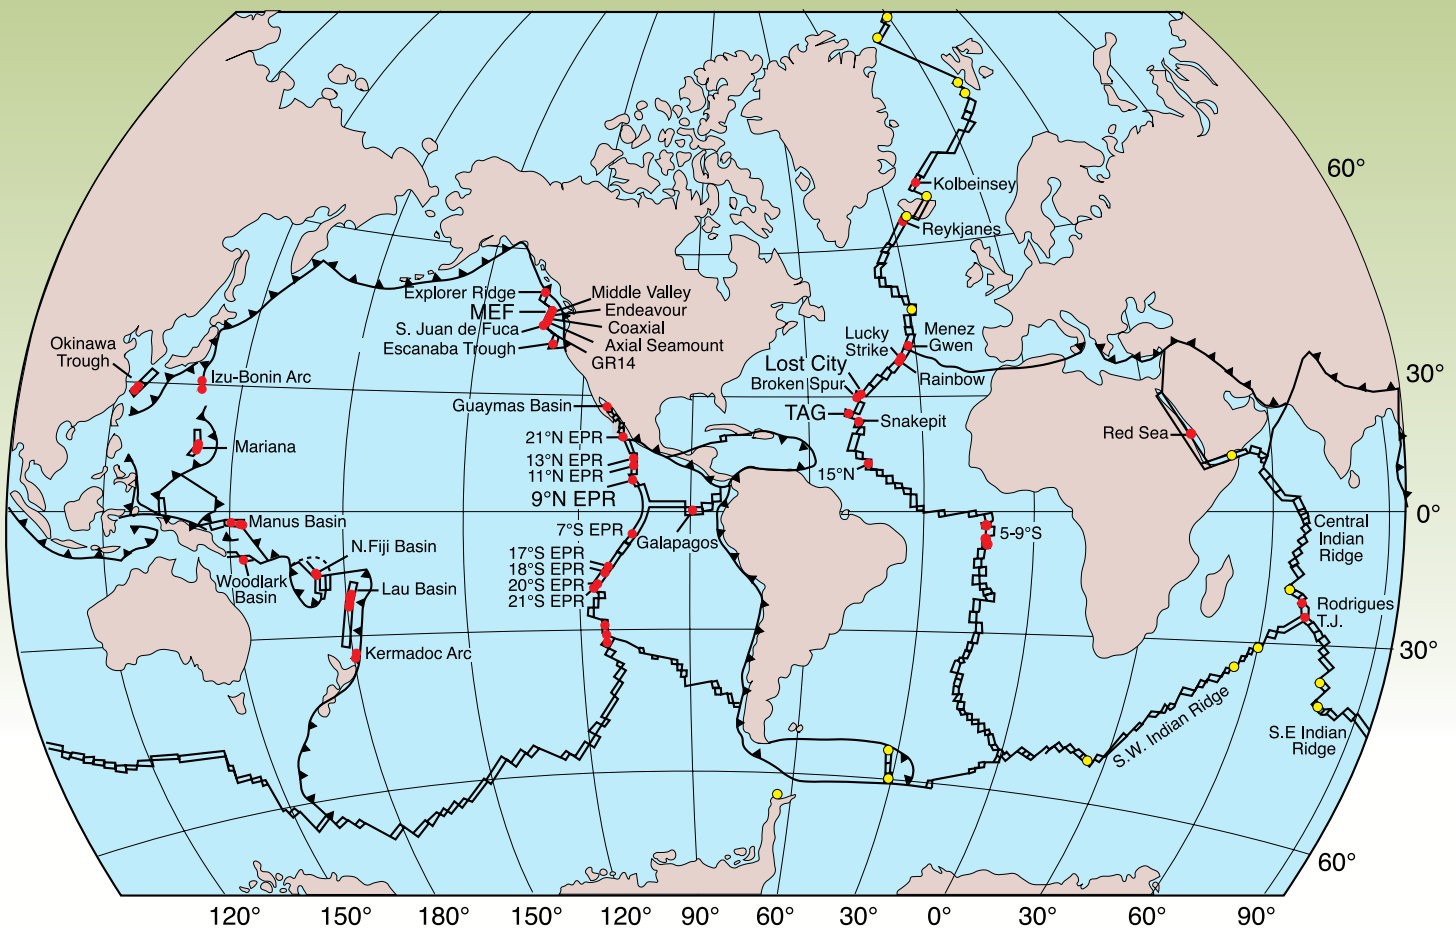 60°
Kolbeinsey
Reykjanes
Explorer Ridge
MEF
S. Juan de Fuca
Escanaba Trough
Middle Valley
Endeavour
Coaxial
Axial Seamount
GR14
Okinawa
Trough
Izu-Bonin Arc
Mariana
Lucky
Strike
Menez
Gwen
Lost City
Broken Spur
Rainbow
TAG
Snakepit
15°N
30°
Red Sea
Guaymas Basin
21°N EPR
13°N EPR
11°N EPR
9°N EPR
7°S EPR
Galapagos
17°S EPR
18°S EPR
20°S EPR
21°S EPR
Manus Basin
N.Fiji Basin
Woodlark
Basin
Lau Basin
Kermadoc Arc
5-9°S
0°
Central
Indian
Ridge
Rodrigues
T.J.
30°
S.W. Indian Ridge
S.E Indian
Ridge
60°
120° 150° 180° 150° 120° 90° 60° 30° 0° 30° 60° 90°